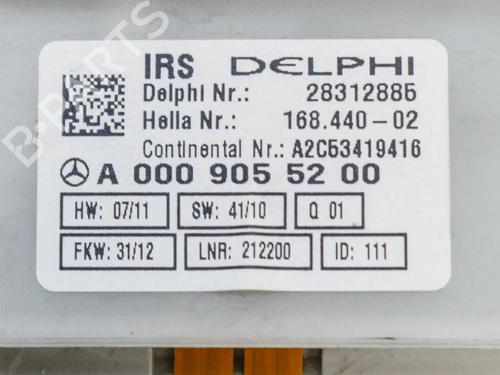 IRS DELPHI
Delphi Nr.: 28312885
Hella Nr.: 168.440-02
Continental Nr.: A2C53419416
A 000 905 52 00
HW: 07/11 SW: 41/10 Q 01
FKW: 31/12 LNR: 212200 ID: 111